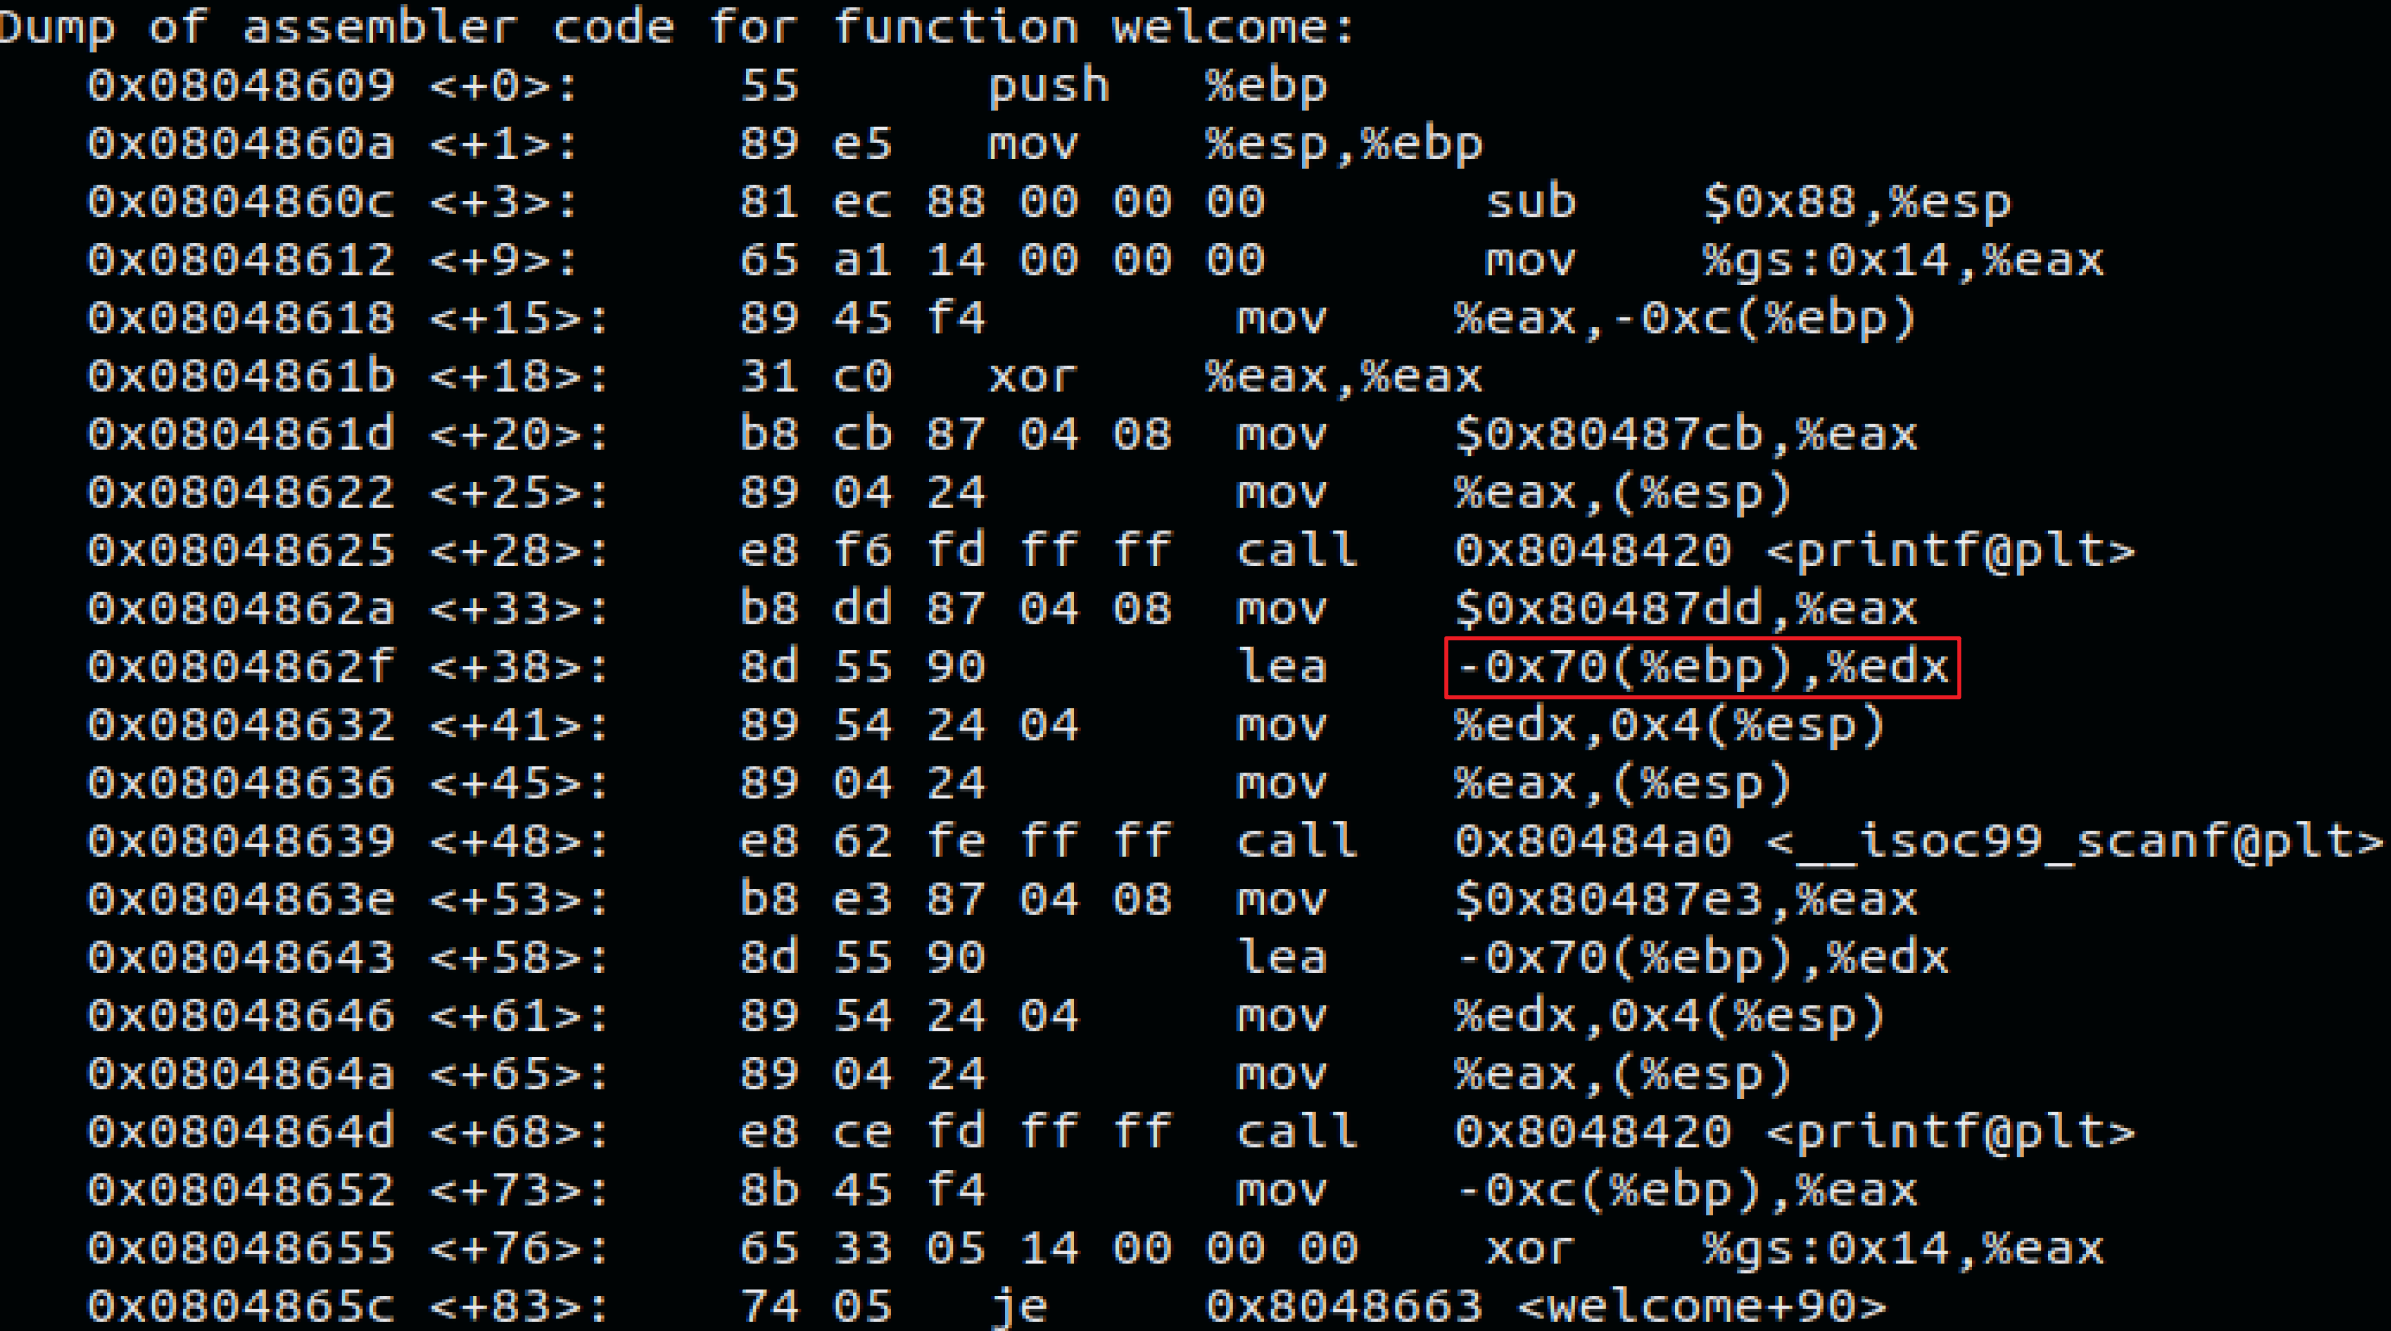 Dump of assembler code for function welcome:
0x08048609 <+0>: 55 push %ebp
0x0804860a <+1>: 89 e5 mov %esp,%ebp
0x0804860c <+3>: 81 ec 88 00 00 00 sub $0x88,%esp
0x08048612 <+9>: 65 a1 14 00 00 00 mov %gs:0x14,%eax
0x08048618 <+15>: 89 45 f4 mov %eax,-0xc(%ebp)
0x0804861b <+18>: 31 c0 xor %eax,%eax
0x0804861d <+20>: b8 cb 87 04 08 mov $0x80487cb,%eax
0x08048622 <+25>: 89 04 24 mov %eax,(%esp)
0x08048625 <+28>: e8 f6 fd ff ff call 0x8048420 <printf@plt>
0x0804862a <+33>: b8 dd 87 04 08 mov $0x80487dd,%eax
0x0804862f <+38>: 8d 55 90 lea -0x70(%ebp),%edx
0x08048632 <+41>: 89 54 24 04 mov %edx,0x4(%esp)
0x08048636 <+45>: 89 04 24 mov %eax,(%esp)
0x08048639 <+48>: e8 62 fe ff ff call 0x80484a0 <__isoc99_scanf@plt>
0x0804863e <+53>: b8 e3 87 04 08 mov $0x80487e3,%eax
0x08048643 <+58>: 8d 55 90 lea -0x70(%ebp),%edx
0x08048646 <+61>: 89 54 24 04 mov %edx,0x4(%esp)
0x0804864a <+65>: 89 04 24 mov %eax,(%esp)
0x0804864d <+68>: e8 ce fd ff ff call 0x8048420 <printf@plt>
0x08048652 <+73>: 8b 45 f4 mov -0xc(%ebp),%eax
0x08048655 <+76>: 65 33 05 14 00 00 00 xor %gs:0x14,%eax
0x0804865c <+83>: 74 05 je 0x8048663 <welcome+90>